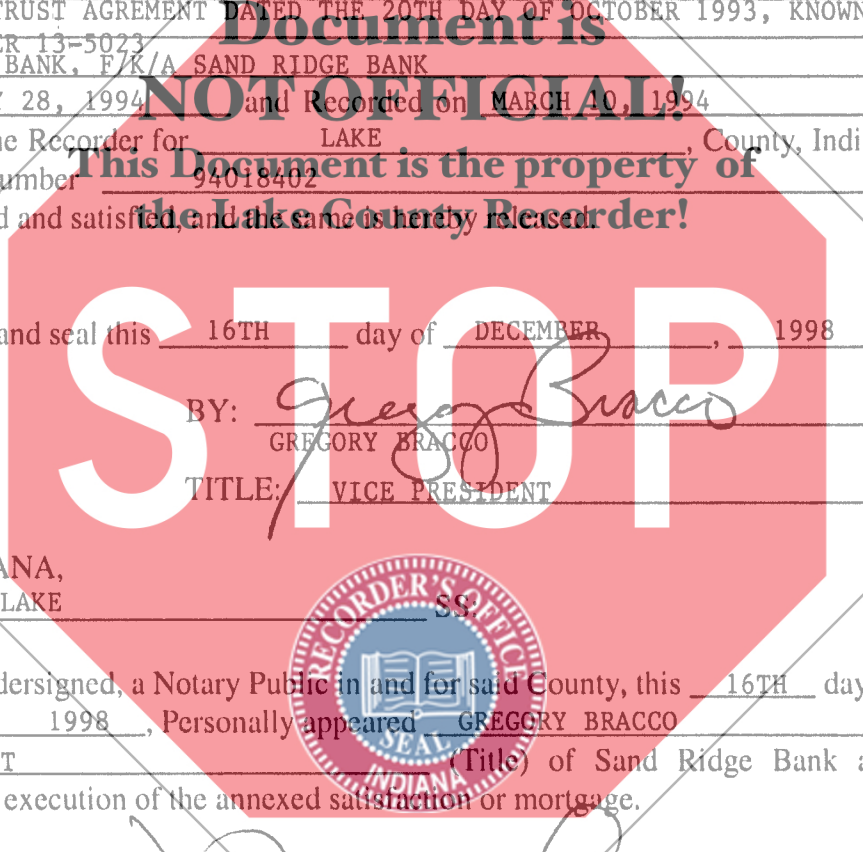 TRUST AGREMENT DATED THE 20TH DAY OF OCTOBER 1993, KNOWN
Document is
ER 13-5023
BANK, F/K/A SAND RIDGE BANK
NOT OFFICIAL!
28, 1994 and Recorded on MARCH 10, 1994
he Recorder for LAKE , County, Indi
This Document is the property of
umber 94018402
d and satisfied, and the same is hereby released.
the Lake County Recorder!
STOP
and seal this 16TH day of DECEMBER , 1998
BY: Gregory Bracco
GREGORY BRACCO
TITLE: VICE PRESIDENT
ANA,
LAKE SS:
RECORDER'S OFFICE
SEAL
INDIANA
dersigned, a Notary Public in and for said County, this 16TH day
1998 , Personally appeared GREGORY BRACCO
T (Title) of Sand Ridge Bank a
execution of the annexed satisfaction or mortgage.